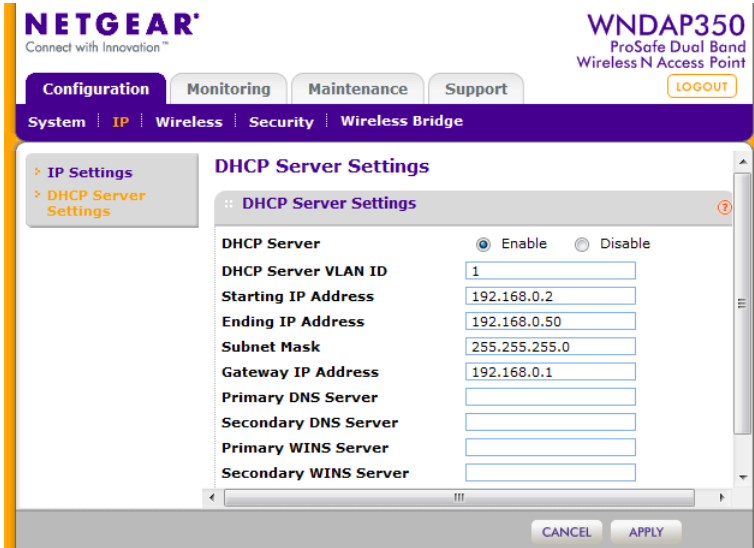 NETGEAR®
Connect with Innovation™
WNDAP350
ProSafe Dual Band
Wireless N Access Point
Configuration Monitoring Maintenance Support LOGOUT
System IP Wireless Security Wireless Bridge
IP Settings
DHCP Server
Settings
DHCP Server Settings
DHCP Server Settings ?
DHCP Server Enable Disable
DHCP Server VLAN ID 1
Starting IP Address 192.168.0.2
Ending IP Address 192.168.0.50
Subnet Mask 255.255.255.0
Gateway IP Address 192.168.0.1
Primary DNS Server
Secondary DNS Server
Primary WINS Server
Secondary WINS Server
CANCEL APPLY